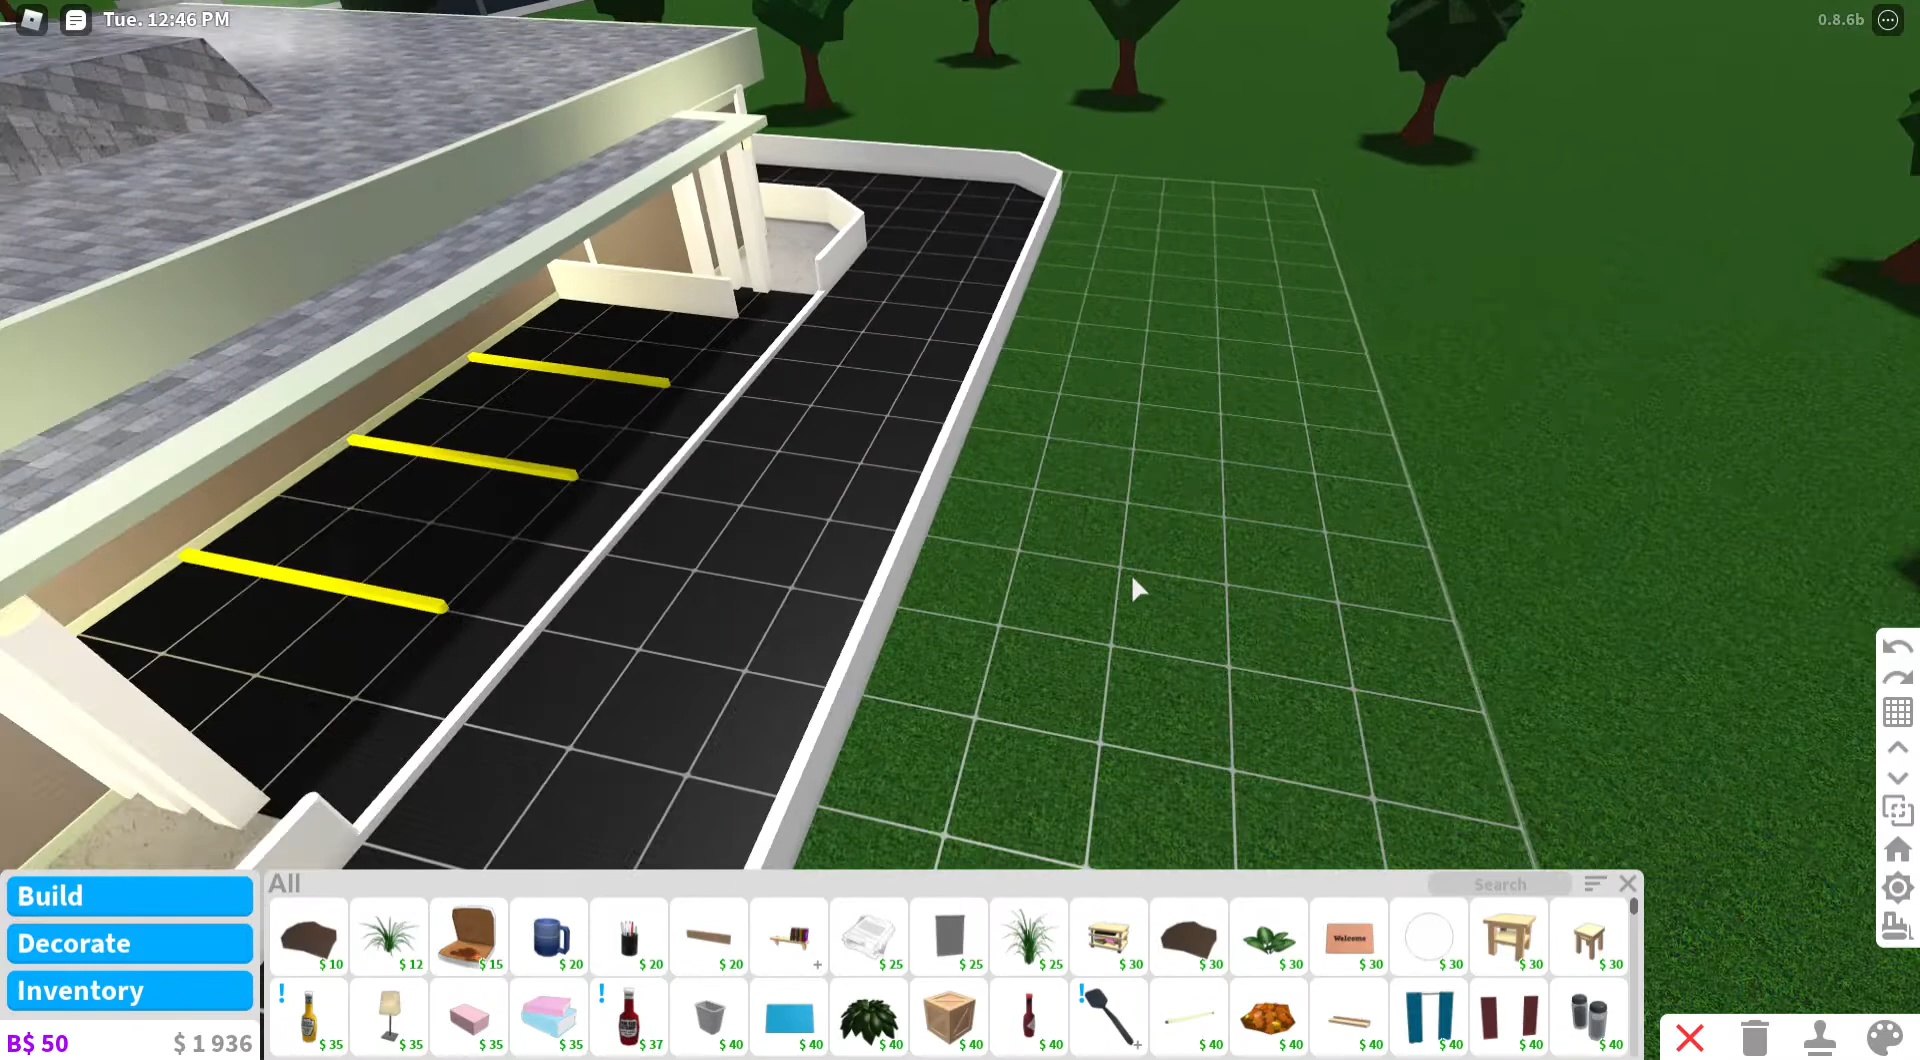 Tue. 12:46 PM
0.8.6b
Build
Decorate
Inventory
B$ 50
$ 1 936
All
Search
$ 10
$ 12
$ 15
$ 20
$ 20
$ 20
+
$ 25
$ 25
$ 25
$ 30
$ 30
$ 30
Welcome
$ 30
$ 30
$ 30
$ 30
! $ 35
$ 35
$ 35
$ 35
! $ 37
$ 40
$ 40
$ 40
$ 40
$ 40
! +
$ 40
$ 40
$ 40
$ 40
$ 40
$ 40